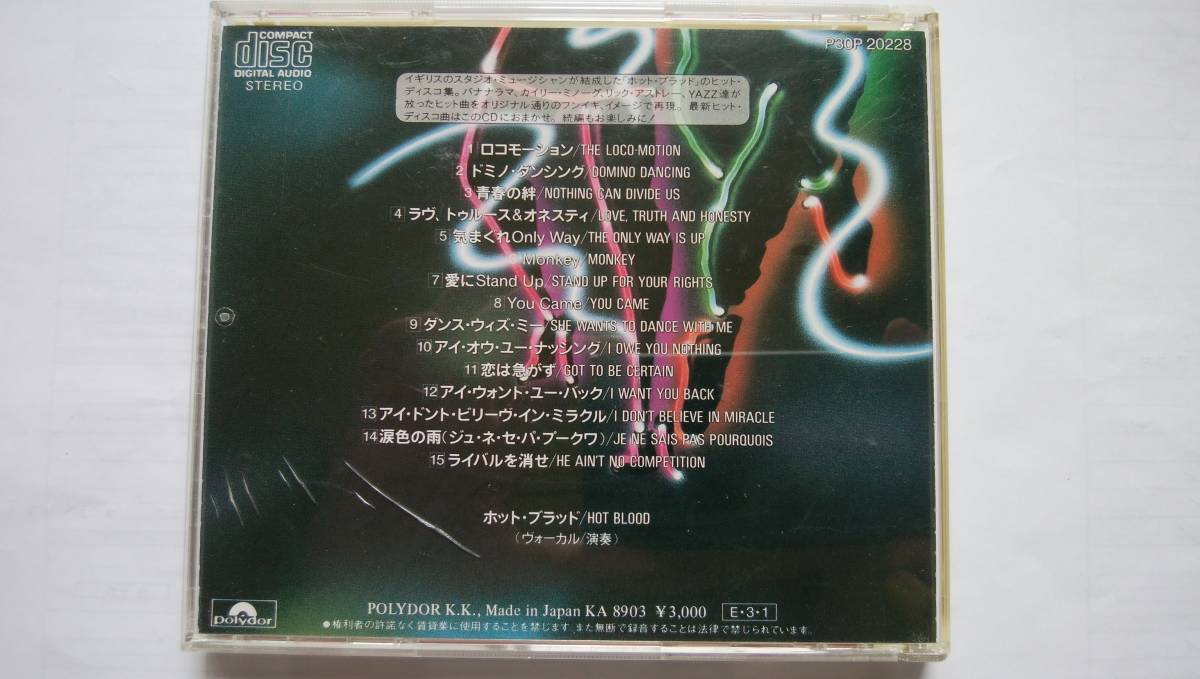 COMPACT
disc
DIGITAL AUDIO
STEREO
P30P 20228
イギリスのスタジオ・ミュージシャンが結成した「ホット・ブラッド」のヒット・
ディスコ集。バナナラマ、カイリー・ミノーグ、リック・アストレー、YAZZ達が
放ったヒット曲をオリジナル通りのフンイキ、イメージで再現。最新ヒット・
ディスコ曲はこのCDにおまかせ。続編もお楽しみに!
1 ロコモーション/THE LOCO-MOTION
2 ドミノ・ダンシング/DOMINO DANCING
3 青春の絆/NOTHING CAN DIVIDE US
4 ラヴ、トゥルース&オネスティ/LOVE, TRUTH AND HONESTY
5 気まぐれOnly Way/THE ONLY WAY IS UP
6 Monkey/MONKEY
7 愛にStand Up/STAND UP FOR YOUR RIGHTS
8 You Came/YOU CAME
9 ダンス・ウィズ・ミー/SHE WANTS TO DANCE WITH ME
10 アイ・オウ・ユー・ナッシング/I OWE YOU NOTHING
11 恋は急がず/GOT TO BE CERTAIN
12 アイ・ウォント・ユー・バック/I WANT YOU BACK
13 アイ・ドント・ビリーヴ・イン・ミラクル/I DON'T BELIEVE IN MIRACLE
14 涙色の雨(ジュ・ネ・セ・パ・プークワ)/JE NE SAIS PAS POURQUOIS
15 ライバルを消せ/HE AIN'T NO COMPETITION
ホット・ブラッド/HOT BLOOD
(ヴォーカル/演奏)
polydor
POLYDOR K.K., Made in Japan KA 8903 ¥3,000 E・3・1
●権利者の許諾なく賃貸業に使用することを禁じます。また無断で録音することは法律で禁じられています。